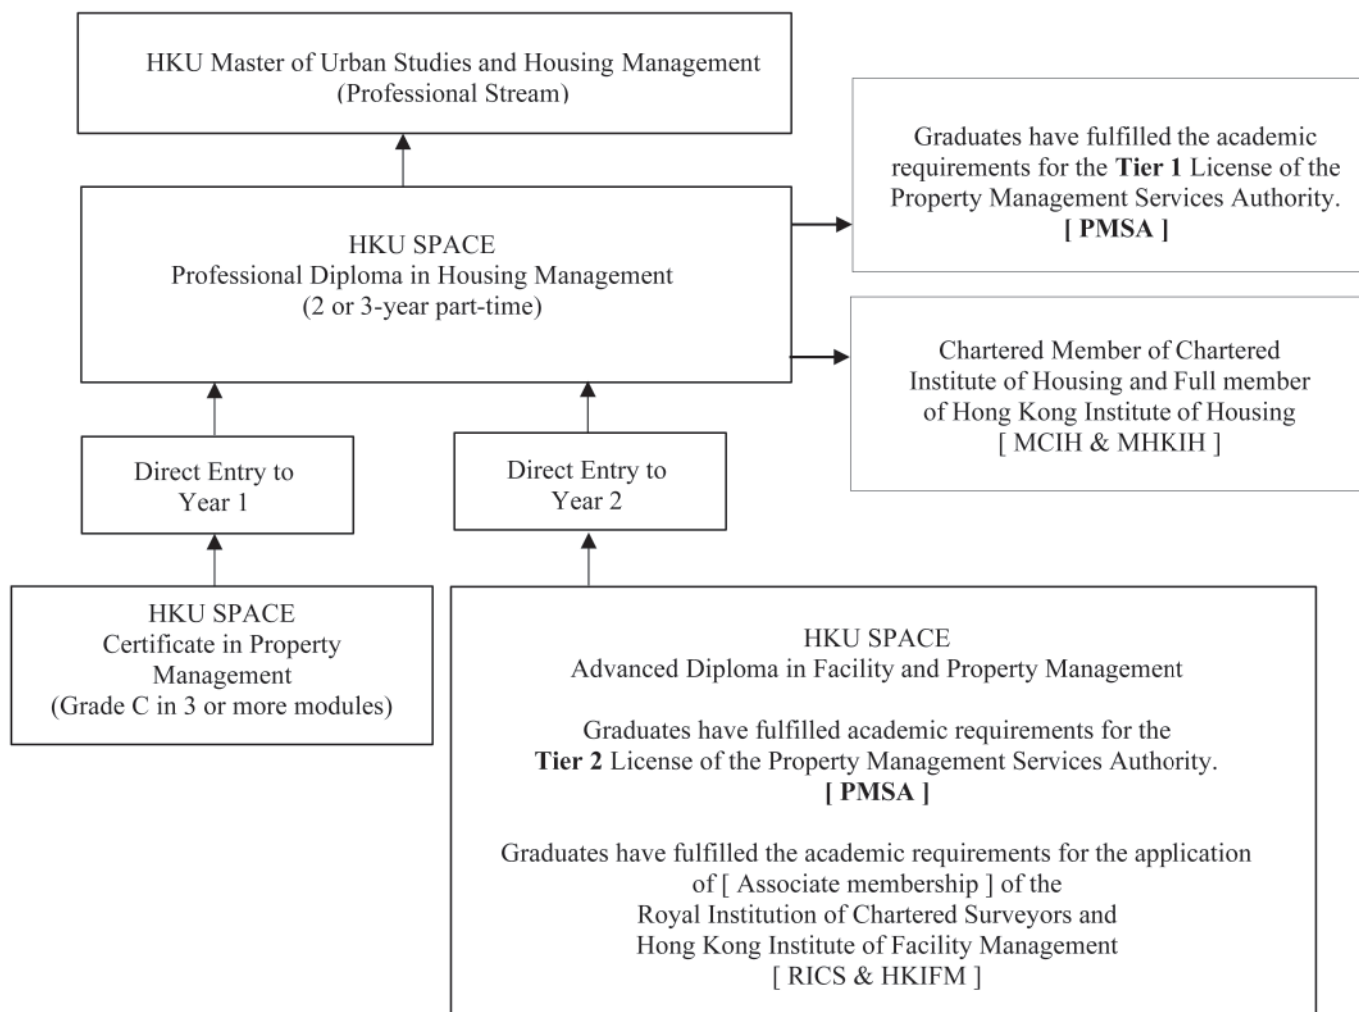 HKU Master of Urban Studies and Housing Management
(Professional Stream)
Graduates have fulfilled the academic
requirements for the Tier 1 License of the
Property Management Services Authority.
[ PMSA ]
HKU SPACE
Professional Diploma in Housing Management
(2 or 3-year part-time)
Chartered Member of Chartered
Institute of Housing and Full member
of Hong Kong Institute of Housing
[ MCIH & MHKIH ]
Direct Entry to
Year 1
Direct Entry to
Year 2
HKU SPACE
Certificate in Property
Management
(Grade C in 3 or more modules)
HKU SPACE
Advanced Diploma in Facility and Property Management
Graduates have fulfilled academic requirements for the
Tier 2 License of the Property Management Services Authority.
[ PMSA ]
Graduates have fulfilled the academic requirements for the application
of [ Associate membership ] of the
Royal Institution of Chartered Surveyors and
Hong Kong Institute of Facility Management
[ RICS & HKIFM ]